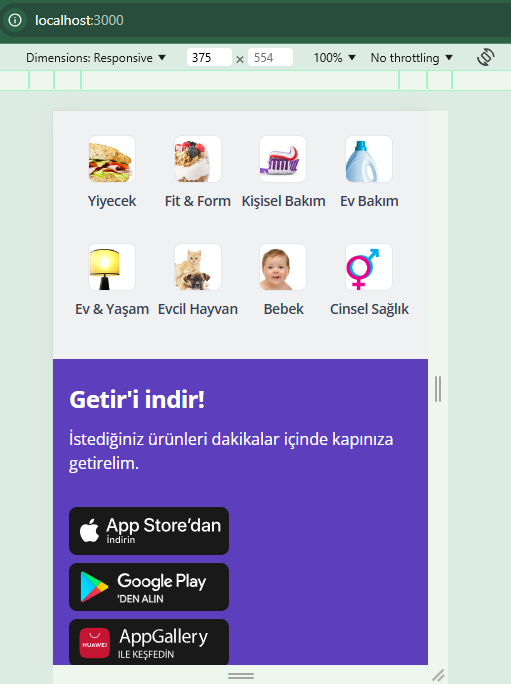 localhost:3000
Dimensions: Responsive 375 x 554 100% No throttling
Yiyecek Fit & Form Kişisel Bakım Ev Bakım
Ev & Yaşam Evcil Hayvan Bebek Cinsel Sağlık
Getir'i indir!
İstediğiniz ürünleri dakikalar içinde kapınıza
getirelim.
App Store’dan
İndirin
Google Play
'DEN ALIN
HUAWEI AppGallery
ILE KEŞFEDİN